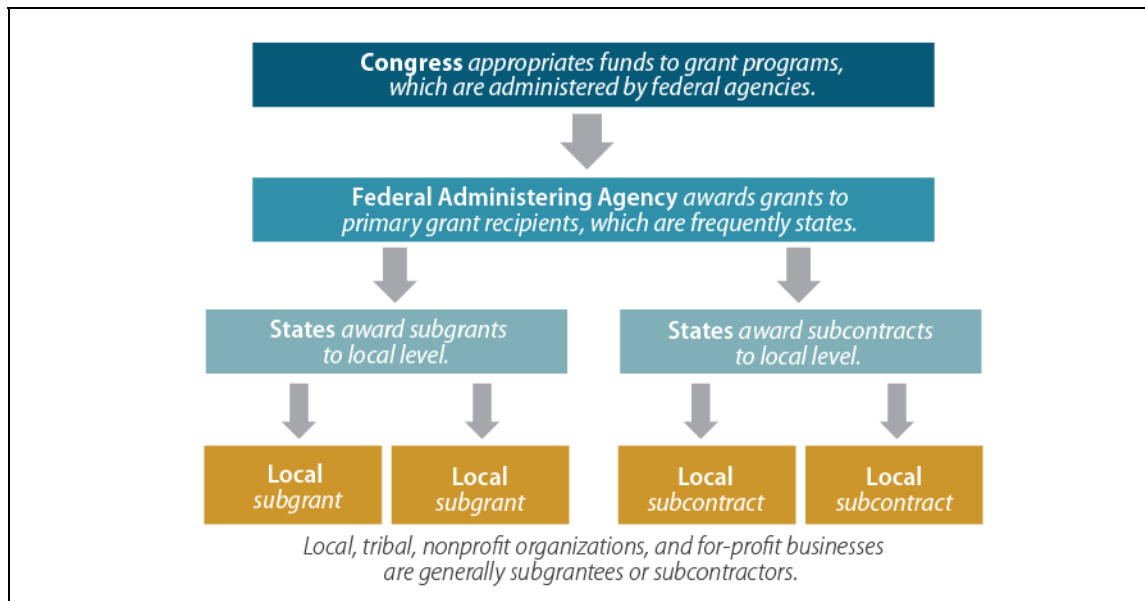 Congress appropriates funds to grant programs,
which are administered by federal agencies.
Federal Administering Agency awards grants to
primary grant recipients, which are frequently states.
States award subgrants
to local level.
States award subcontracts
to local level.
Local
subgrant
Local
subgrant
Local
subcontract
Local
subcontract
Local, tribal, nonprofit organizations, and for-profit businesses
are generally subgrantees or subcontractors.